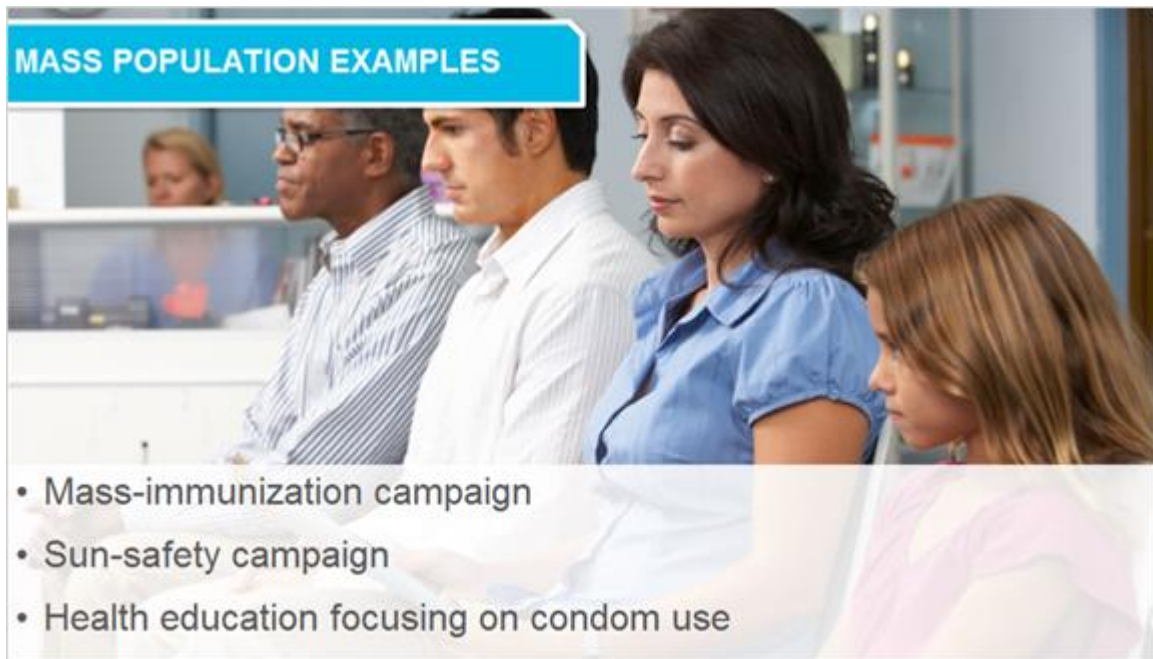 MASS POPULATION EXAMPLES
• Mass-immunization campaign
• Sun-safety campaign
• Health education focusing on condom use